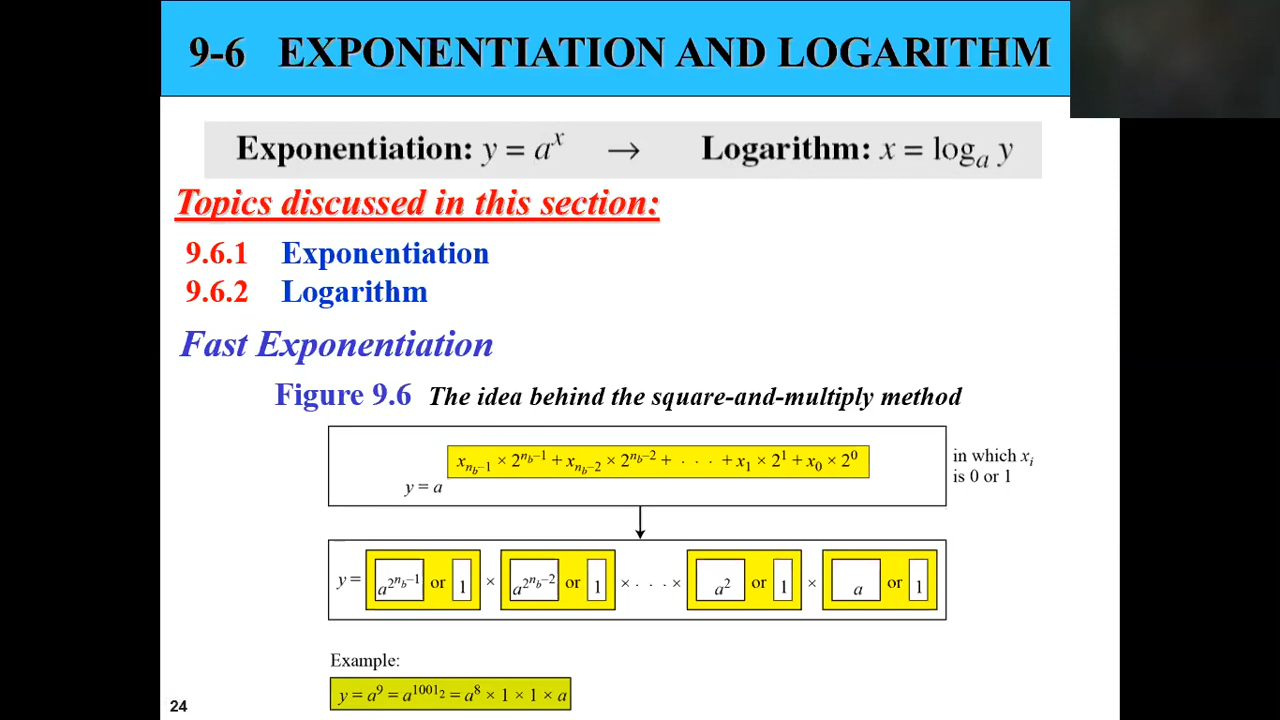 9-6 EXPONENTIATION AND LOGARITHM
Exponentiation: y = aˣ → Logarithm: x = logₐ y
Topics discussed in this section:
9.6.1 Exponentiation
9.6.2 Logarithm
Fast Exponentiation
Figure 9.6 The idea behind the square-and-multiply method
y = a^(x_{n_b–1} × 2^{n_b–1} + x_{n_b–2} × 2^{n_b–2} + · · · + x_1 × 2^1 + x_0 × 2^0)
in which x_i
is 0 or 1
y = a^{2^{n_b–1}} or 1 × a^{2^{n_b–2}} or 1 × · · · × a^2 or 1 × a or 1
Example:
y = a^9 = a^{1001_2} = a^8 × 1 × 1 × a
24